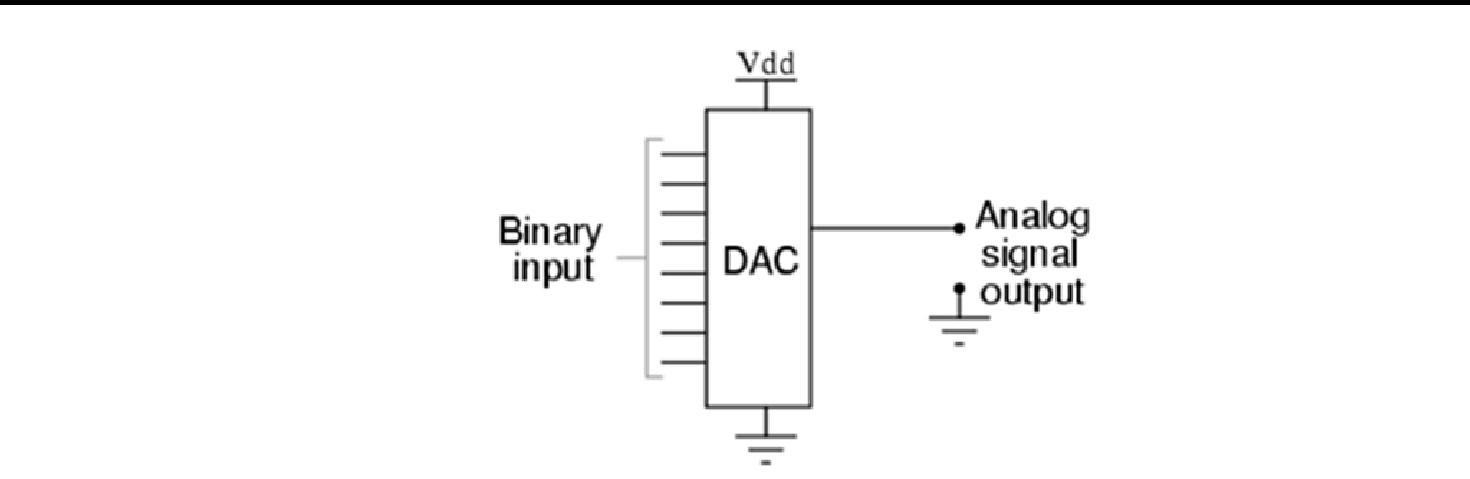 Vdd
Binary
input
DAC
Analog
signal
output